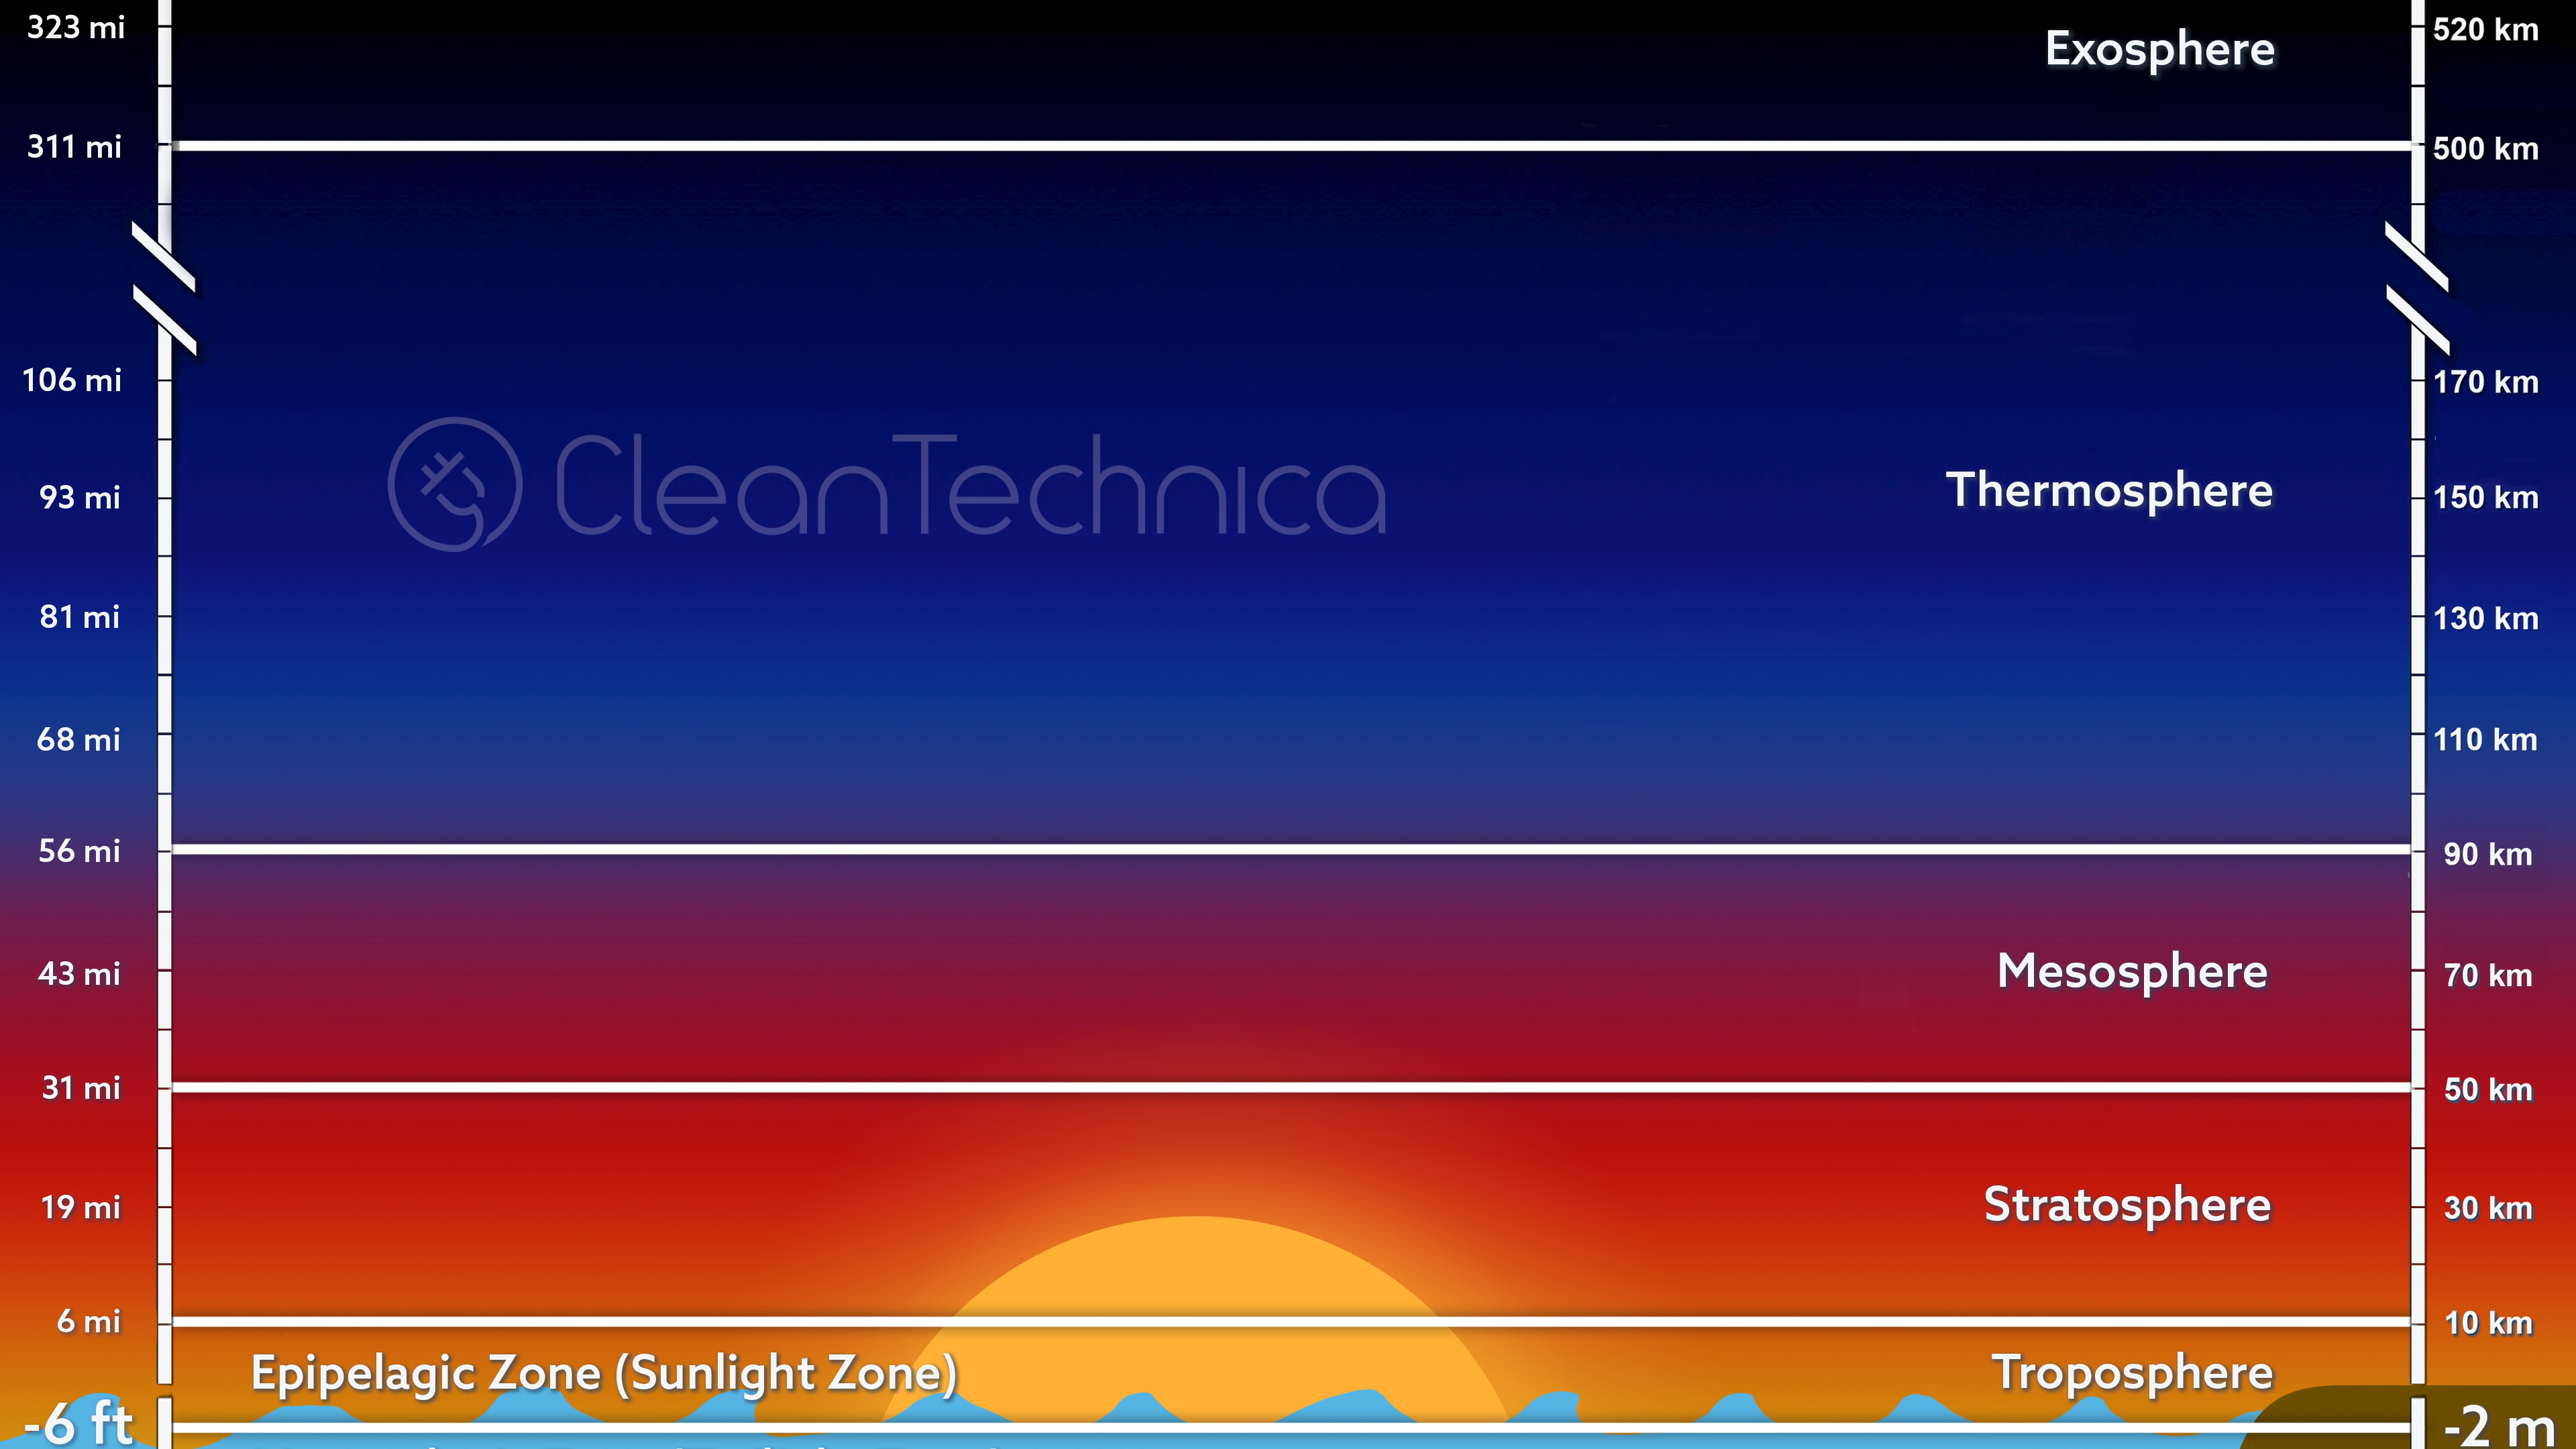 323 mi
Exosphere
520 km
311 mi
500 km
106 mi
170 km
CleanTechnica
93 mi
Thermosphere
150 km
81 mi
130 km
68 mi
110 km
56 mi
90 km
43 mi
Mesosphere
70 km
31 mi
50 km
19 mi
Stratosphere
30 km
6 mi
10 km
Epipelagic Zone (Sunlight Zone)
Troposphere
-6 ft
-2 m